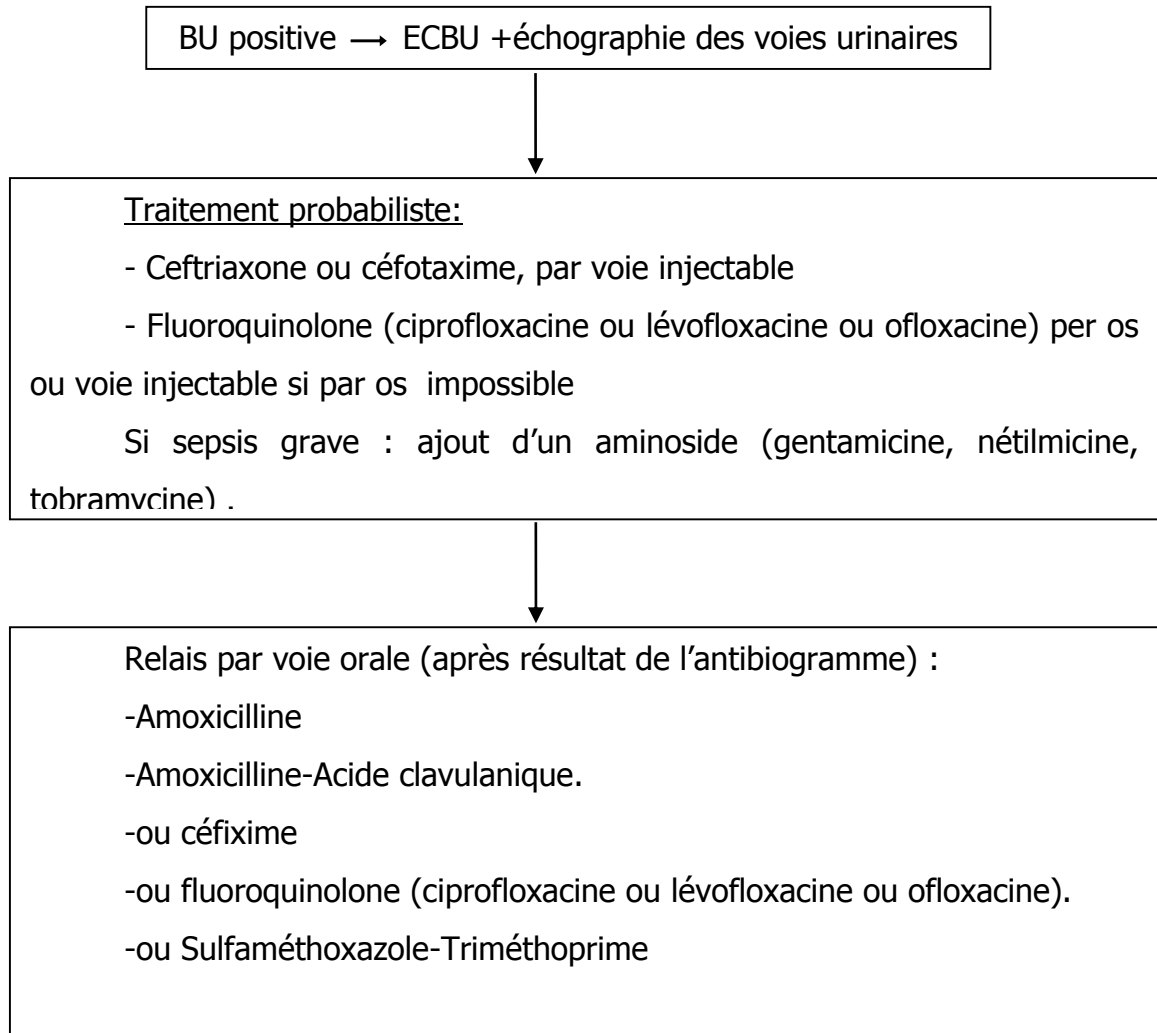 BU positive → ECBU +échographie des voies urinaires
Traitement probabiliste:
- Ceftriaxone ou céfotaxime, par voie injectable
- Fluoroquinolone (ciprofloxacine ou lévofloxacine ou ofloxacine) per os
ou voie injectable si par os impossible
Si sepsis grave : ajout d’un aminoside (gentamicine, nétilmicine,
tobramycine) .
Relais par voie orale (après résultat de l’antibiogramme) :
-Amoxicilline
-Amoxicilline-Acide clavulanique.
-ou céfixime
-ou fluoroquinolone (ciprofloxacine ou lévofloxacine ou ofloxacine).
-ou Sulfaméthoxazole-Triméthoprime